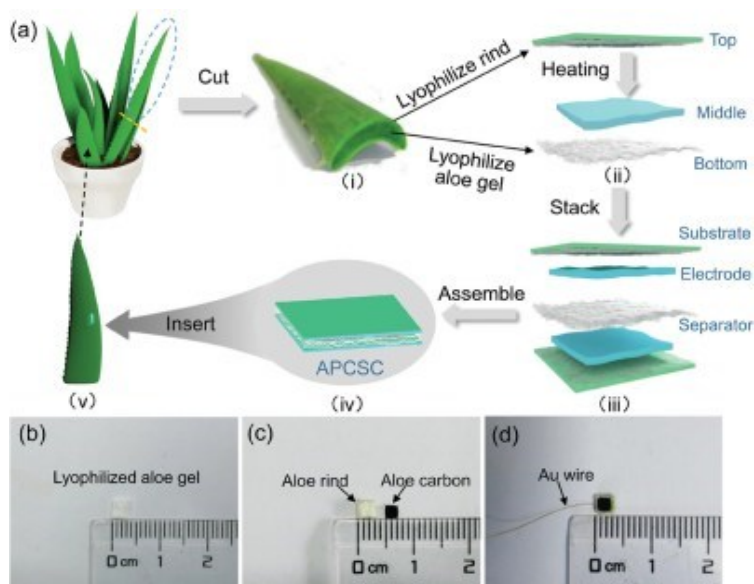 (a)
Cut
Lyophilize rind
Lyophilize
aloe gel
(i)
Top
Heating
Middle
Bottom
(ii)
Stack
Substrate
Electrode
Separator
(iii)
Assemble
APCSC
(iv)
Insert
(v)
(b)
Lyophilized aloe gel
0 cm 1 2
(c)
Aloe rind
Aloe carbon
0 cm 1 2
(d)
Au wire
0 cm 1 2